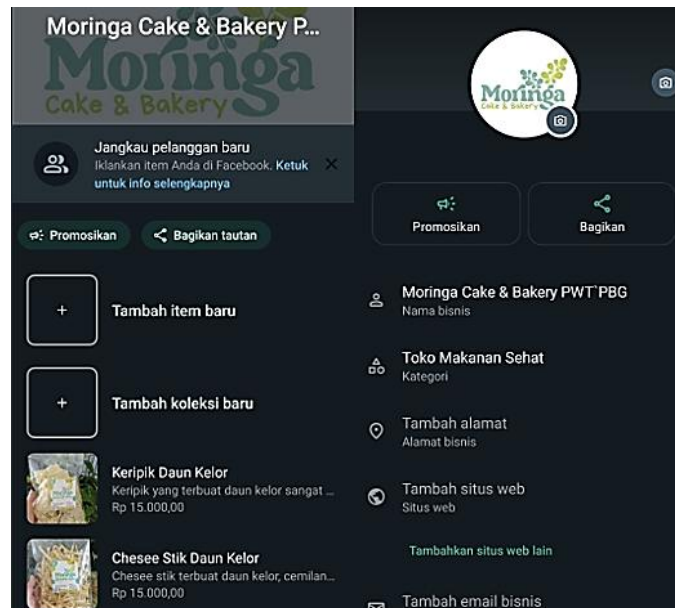 Moringa Cake & Bakery P...
Moringa
Cake & Bakery
Jangkau pelanggan baru
Iklankan item Anda di Facebook. Ketuk
untuk info selengkapnya
Promosikan
Bagikan tautan
Tambah item baru
Tambah koleksi baru
Keripik Daun Kelor
Keripik yang terbuat daun kelor sangat ...
Rp 15.000,00
Chesee Stik Daun Kelor
Chesee stik terbuat daun kelor, cemilan...
Rp 15.000,00
Moringa
Cake & Bakery
Promosikan
Bagikan
Moringa Cake & Bakery PWT`PBG
Nama bisnis
Toko Makanan Sehat
Kategori
Tambah alamat
Alamat bisnis
Tambah situs web
Situs web
Tambahkan situs web lain
Tambah email bisnis